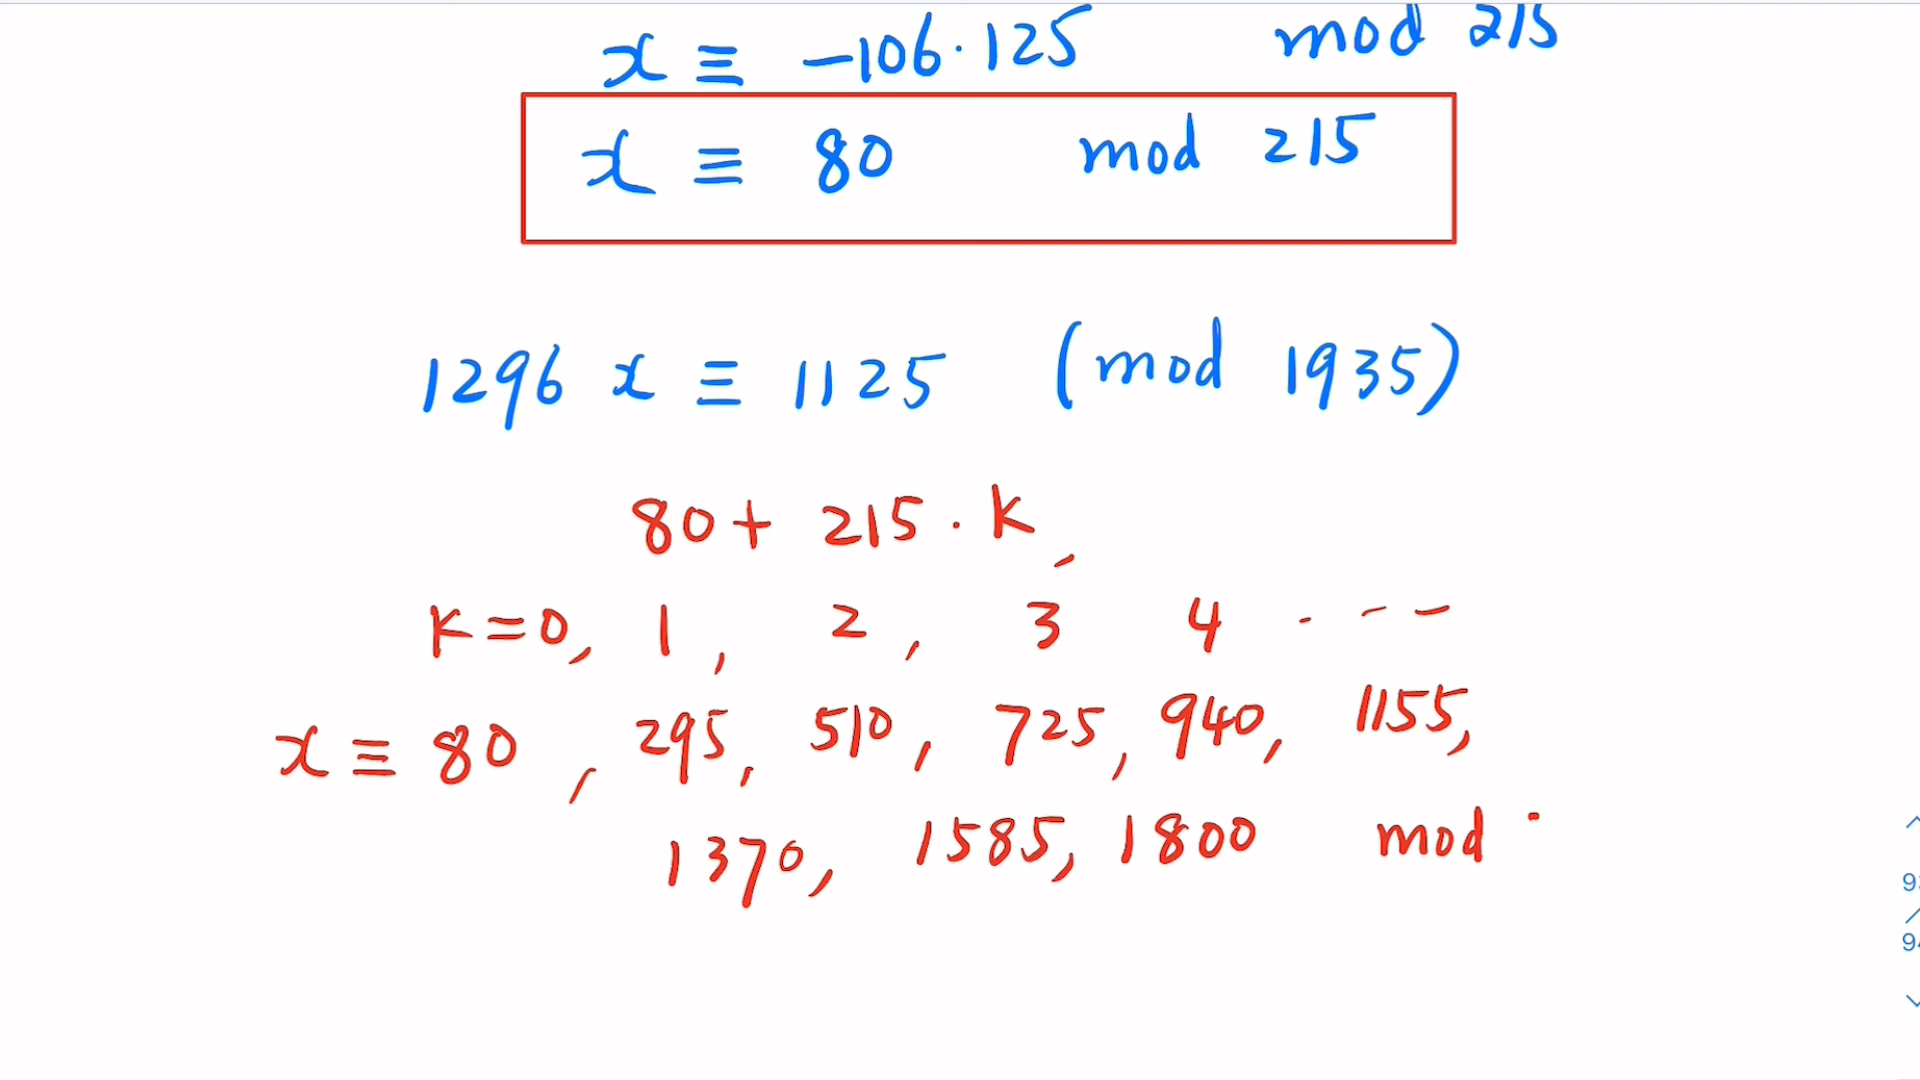 x ≡ -106·125 mod 215
x ≡ 80 mod 215
1296 x ≡ 1125 (mod 1935)
80 + 215 · k,
k=0, 1, 2, 3 4 - - -
x ≡ 80, 295, 510, 725, 940, 1155,
1370, 1585, 1800 mod